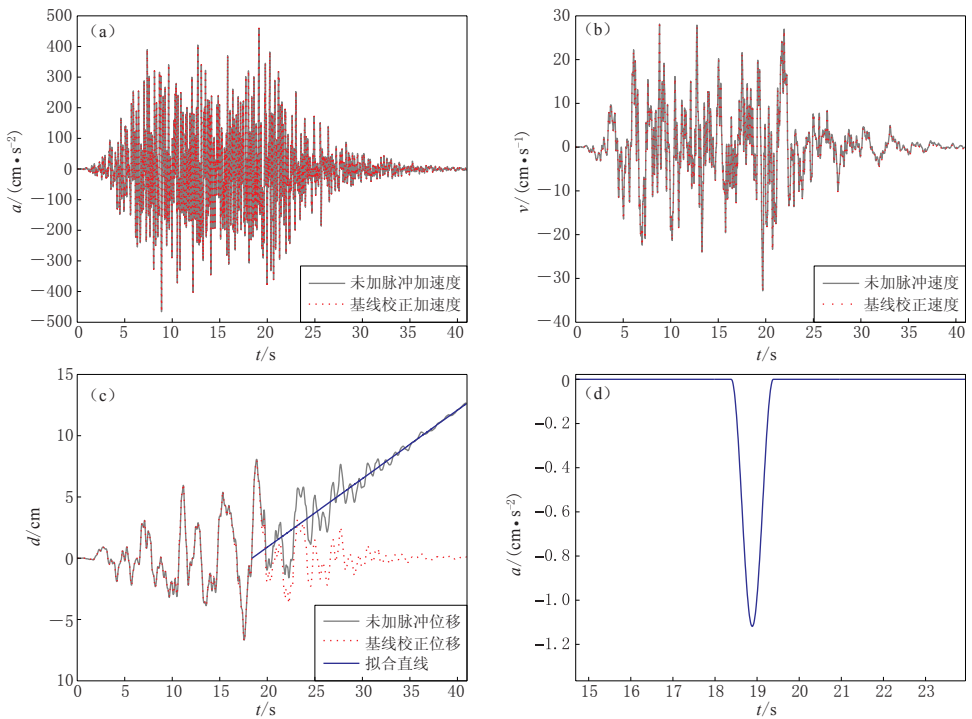 (a)
500
400
300
200
100
0
−100
−200
−300
−400
−500
a/(cm•s⁻²)
0 5 10 15 20 25 30 35 40
t/s
未加脉冲加速度
基线校正加速度
(b)
30
20
10
0
−10
−20
−30
−40
v/(cm•s⁻¹)
0 5 10 15 20 25 30 35 40
t/s
未加脉冲速度
基线校正速度
(c)
15
10
5
0
−5
10
d/cm
0 5 10 15 20 25 30 35 40
t/s
未加脉冲位移
基线校正位移
拟合直线
(d)
0
−0.2
−0.4
−0.6
−0.8
−1.0
−1.2
a/(cm•s⁻²)
15 16 17 18 19 20 21 22 23
t/s